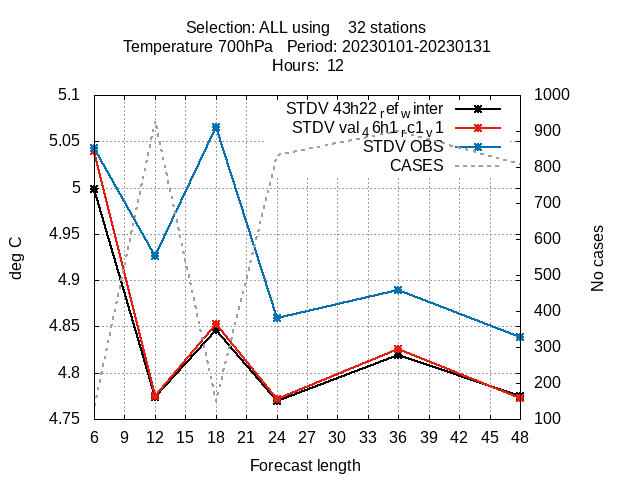 Selection: ALL using    32 stations
Temperature 700hPa   Period: 20230101-20230131
Hours:  12
5.1
5.05
5
4.95
4.9
4.85
4.8
4.75
deg C
STDV 43h22refwinter
STDV val46h1rc1v1
STDV OBS
CASES
1000
900
800
700
600
500
400
300
200
100
No cases
6 9 12 15 18 21 24 27 30 33 36 39 42 45 48
Forecast length